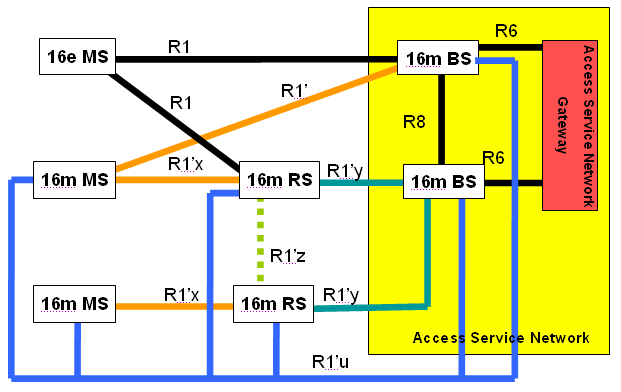 R6
16e MS
R1
16m BS
R1'
R1
R8
Access Service Network
Gateway
R1'x
R1'y
R6
16m MS
16m RS
16m BS
R1'z
R1'x
R1'y
16m MS
16m RS
Access Service Network
R1'u